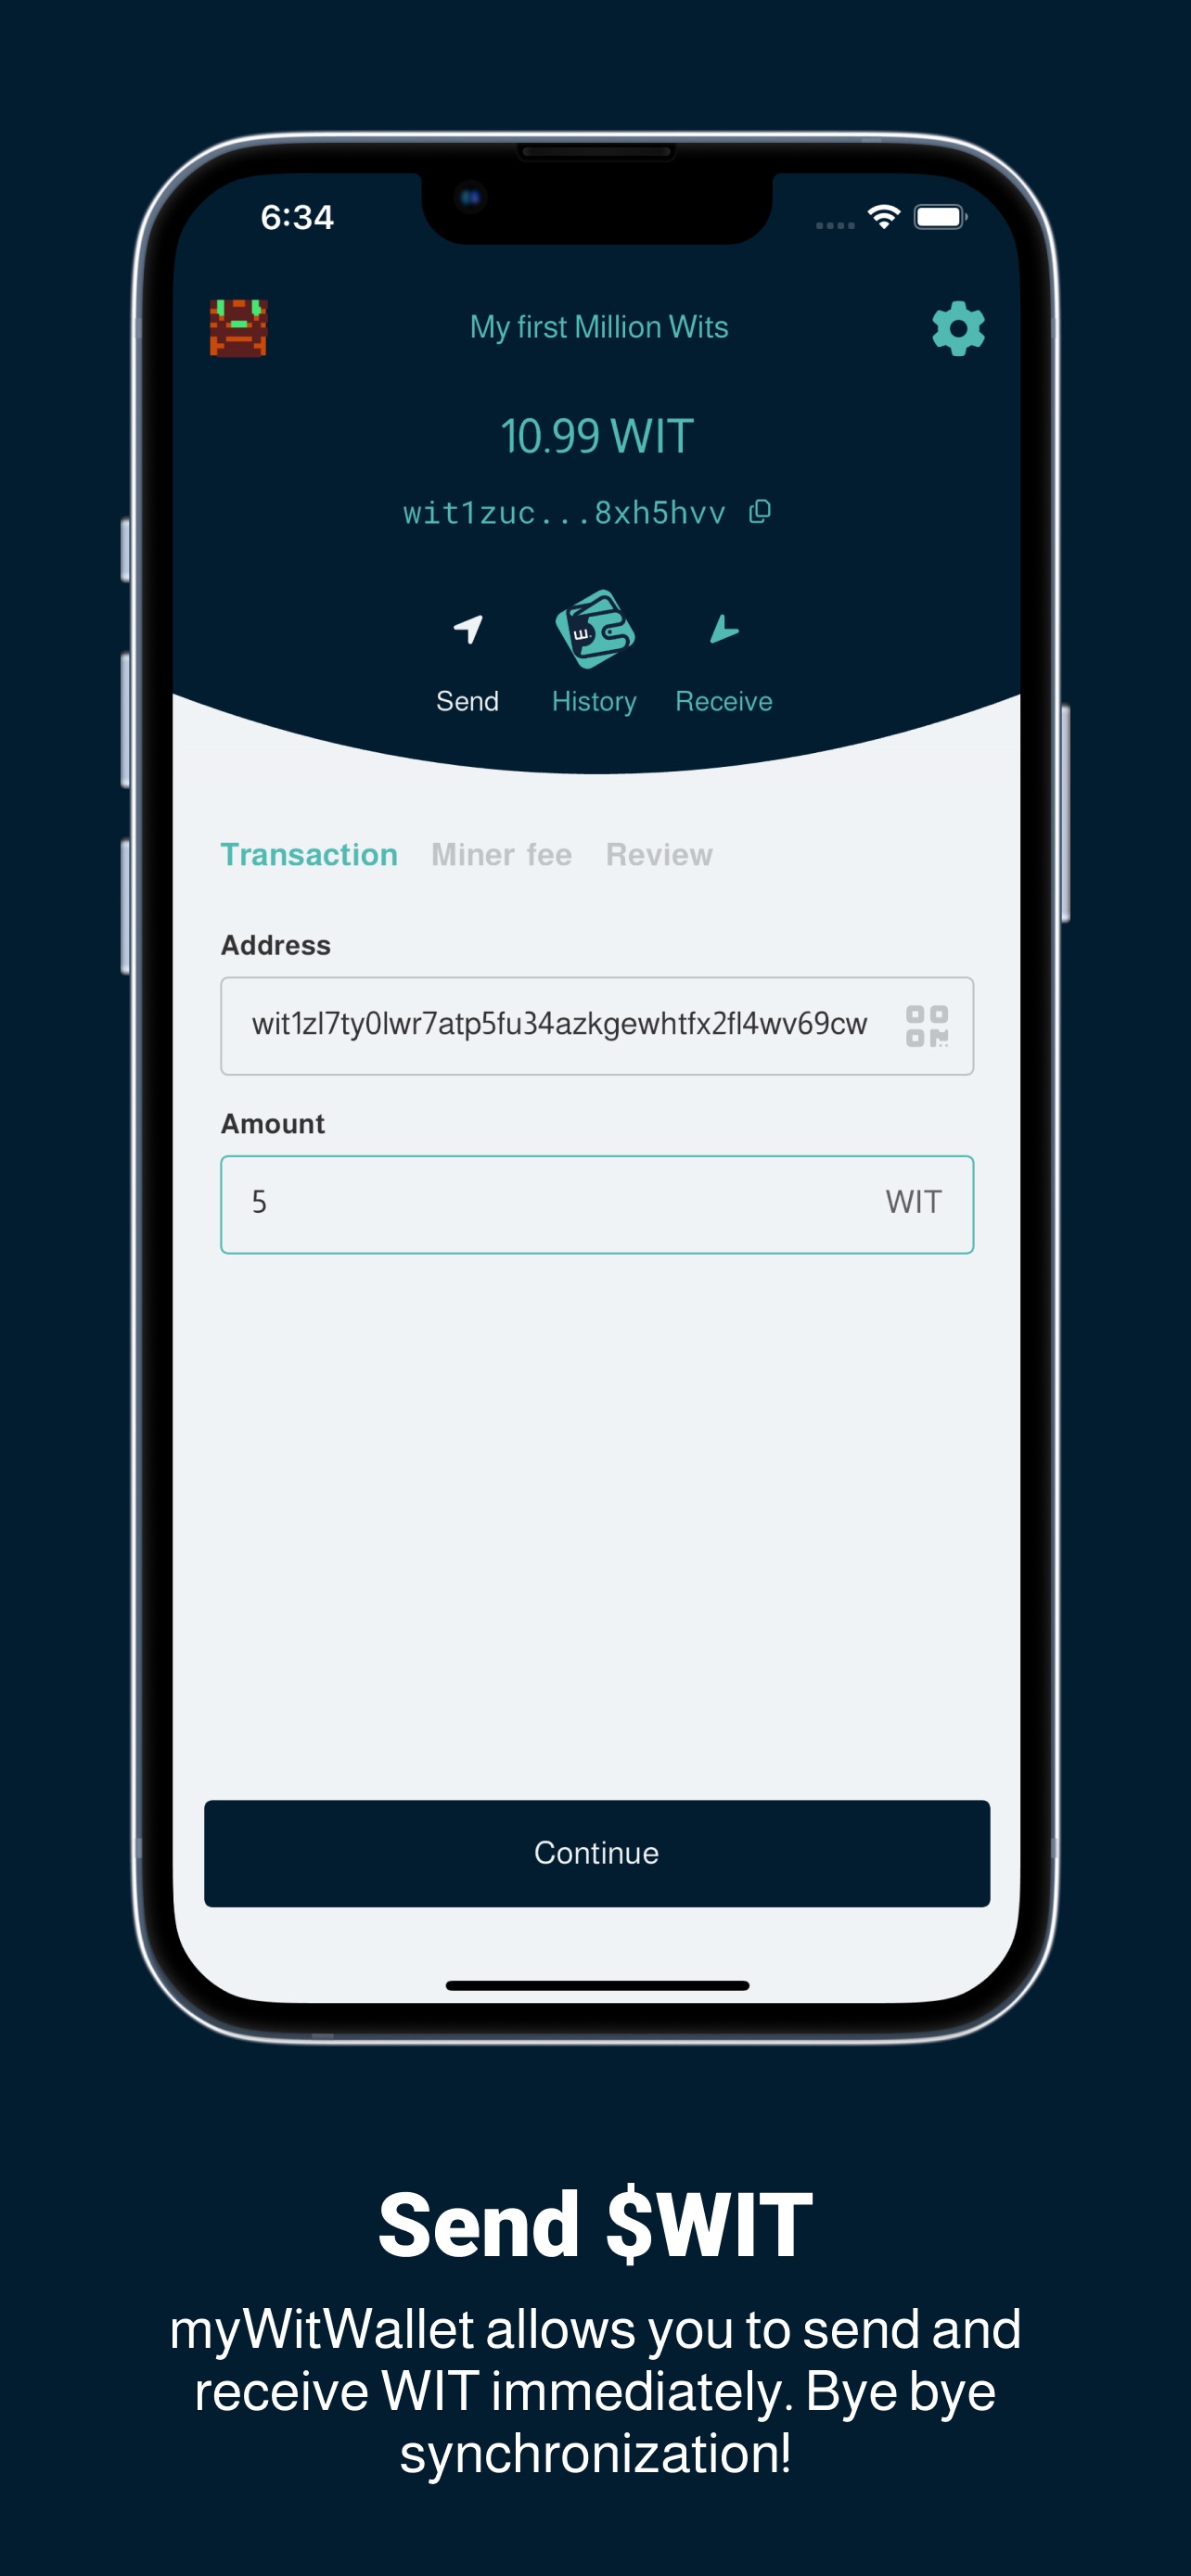 6:34
My first Million Wits
10.99 WIT
wit1zuc...8xh5hvv
Send History Receive
Transaction Miner fee Review
Address
wit1zl7ty0lwr7atp5fu34azkgewhtfx2fl4wv69cw
Amount
5 WIT
Continue
Send $WIT
myWitWallet allows you to send and
receive WIT immediately. Bye bye
synchronization!